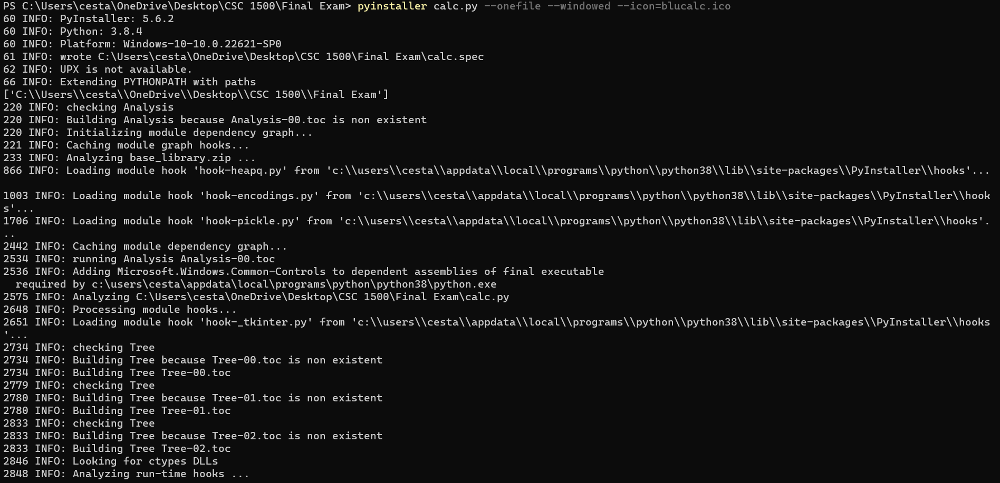 PS C:\Users\cesta\OneDrive\Desktop\CSC 1500\Final Exam> pyinstaller calc.py --onefile --windowed --icon=blucalc.ico
60 INFO: PyInstaller: 5.6.2
60 INFO: Python: 3.8.4
60 INFO: Platform: Windows-10-10.0.22621-SP0
61 INFO: wrote C:\Users\cesta\OneDrive\Desktop\CSC 1500\Final Exam\calc.spec
62 INFO: UPX is not available.
66 INFO: Extending PYTHONPATH with paths
['C:\\Users\\cesta\\OneDrive\\Desktop\\CSC 1500\\Final Exam']
220 INFO: checking Analysis
220 INFO: Building Analysis because Analysis-00.toc is non existent
220 INFO: Initializing module dependency graph...
221 INFO: Caching module graph hooks...
233 INFO: Analyzing base_library.zip ...
866 INFO: Loading module hook 'hook-heapq.py' from 'c:\\users\\cesta\\appdata\\local\\programs\\python\\python38\\lib\\site-packages\\PyInstaller\\hooks'...
1003 INFO: Loading module hook 'hook-encodings.py' from 'c:\\users\\cesta\\appdata\\local\\programs\\python\\python38\\lib\\site-packages\\PyInstaller\\hook
s'...
1706 INFO: Loading module hook 'hook-pickle.py' from 'c:\\users\\cesta\\appdata\\local\\programs\\python\\python38\\lib\\site-packages\\PyInstaller\\hooks'.
..
2442 INFO: Caching module dependency graph...
2534 INFO: running Analysis Analysis-00.toc
2536 INFO: Adding Microsoft.Windows.Common-Controls to dependent assemblies of final executable
  required by c:\users\cesta\appdata\local\programs\python\python38\python.exe
2575 INFO: Analyzing C:\Users\cesta\OneDrive\Desktop\CSC 1500\Final Exam\calc.py
2648 INFO: Processing module hooks...
2651 INFO: Loading module hook 'hook-_tkinter.py' from 'c:\\users\\cesta\\appdata\\local\\programs\\python\\python38\\lib\\site-packages\\PyInstaller\\hooks
'...
2734 INFO: checking Tree
2734 INFO: Building Tree because Tree-00.toc is non existent
2734 INFO: Building Tree Tree-00.toc
2779 INFO: checking Tree
2780 INFO: Building Tree because Tree-01.toc is non existent
2780 INFO: Building Tree Tree-01.toc
2833 INFO: checking Tree
2833 INFO: Building Tree because Tree-02.toc is non existent
2833 INFO: Building Tree Tree-02.toc
2846 INFO: Looking for ctypes DLLs
2848 INFO: Analyzing run-time hooks ...